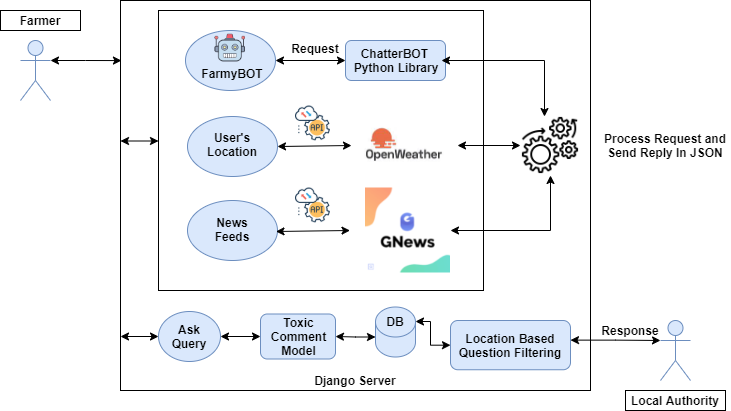 Farmer
FarmyBOT
Request
ChatterBOT
Python Library
User's
Location
API
OpenWeather
Process Request and
Send Reply In JSON
News
Feeds
API
GNews
Ask
Query
Toxic
Comment
Model
DB
Location Based
Question Filtering
Response
Django Server
Local Authority